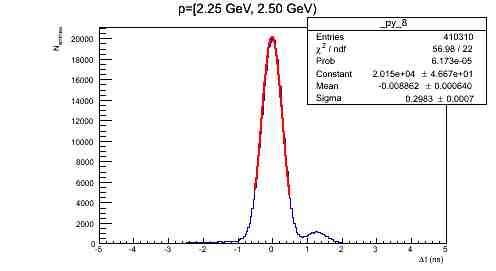 p=[2.25 GeV, 2.50 GeV)
_py_8
Entries 410310
χ² / ndf 56.98 / 22
Prob 6.173e-05
Constant 2.015e+04 ± 4.667e+01
Mean -0.008862 ± 0.000640
Sigma 0.2983 ± 0.0007
N entries
20000
18000
16000
14000
12000
10000
8000
6000
4000
2000
0
-5 -4 -3 -2 -1 0 1 2 3 4 5
Δt (ns)